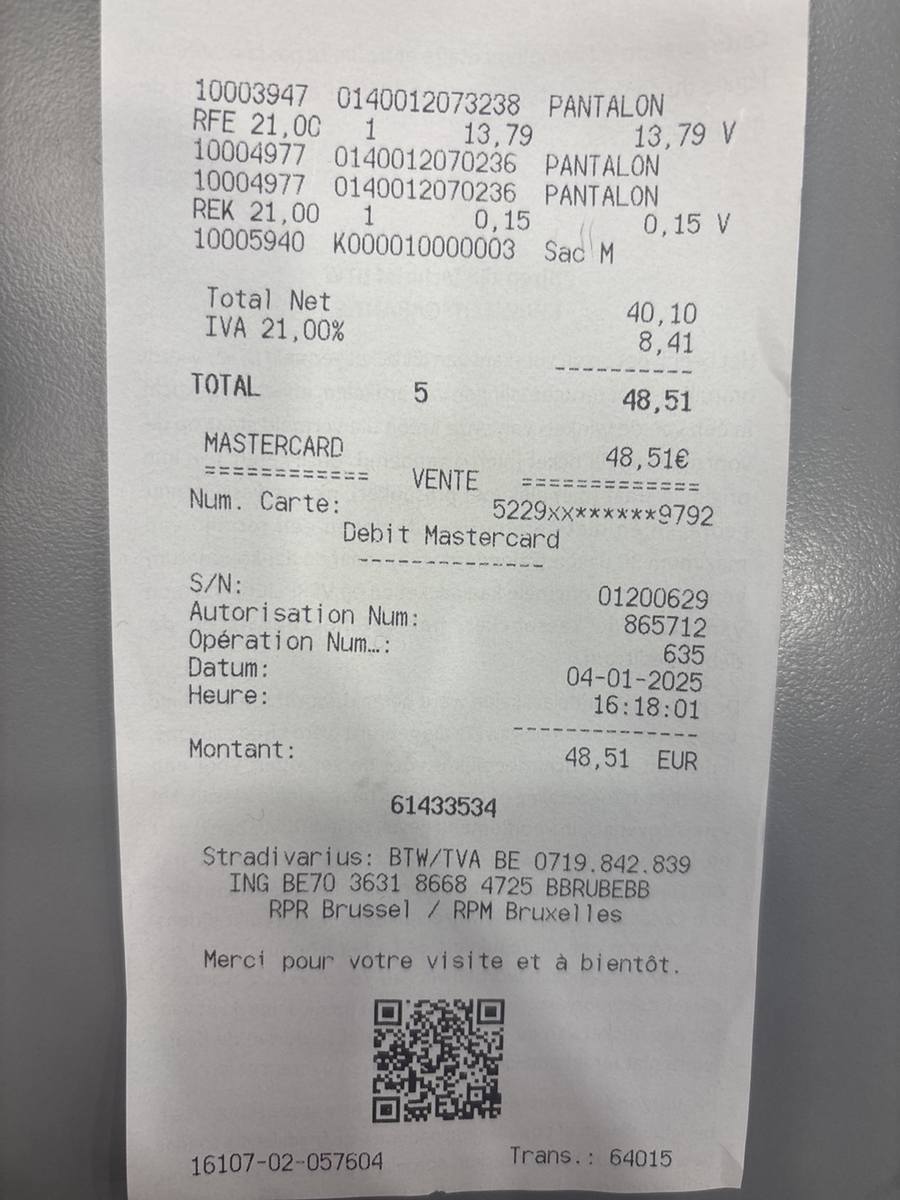 10003947 0140012073238 PANTALON
RFE 21,00 1 13,79 13,79 V
10004977 0140012070236 PANTALON
10004977 0140012070236 PANTALON
REK 21,00 1 0,15 0,15 V
10005940 K000010000003 Sac M
Total Net 40,10
IVA 21,00% 8,41
----------
TOTAL 5 48,51
MASTERCARD 48,51€
============ VENTE =============
Num. Carte: 5229xx******9792
Debit Mastercard
--------------
S/N: 01200629
Autorisation Num: 865712
Opération Num…: 635
Datum: 04-01-2025
Heure: 16:18:01
--------------
Montant: 48,51 EUR
61433534
Stradivarius: BTW/TVA BE 0719.842.839
ING BE70 3631 8668 4725 BBRUBEBB
RPR Brussel / RPM Bruxelles
Merci pour votre visite et à bientôt.
16107-02-057604 Trans.: 64015